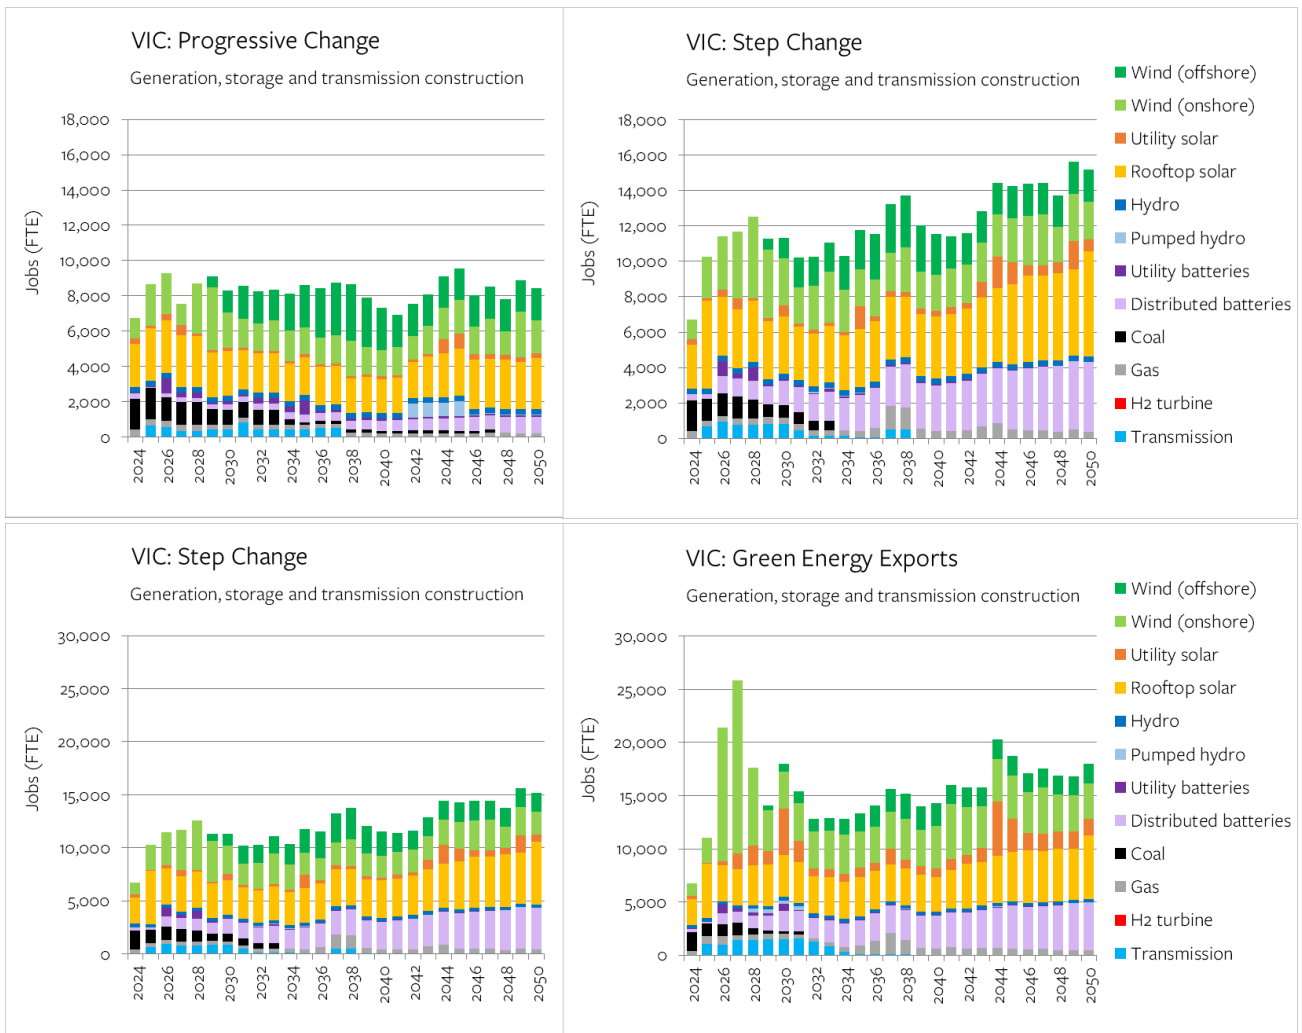 VIC: Progressive Change
Generation, storage and transmission construction
Jobs (FTE)
18,000
16,000
14,000
12,000
10,000
8,000
6,000
4,000
2,000
0
2024
2026
2028
2030
2032
2034
2036
2038
2040
2042
2044
2046
2048
2050
VIC: Step Change
Generation, storage and transmission construction
Jobs (FTE)
18,000
16,000
14,000
12,000
10,000
8,000
6,000
4,000
2,000
0
2024
2026
2028
2030
2032
2034
2036
2038
2040
2042
2044
2046
2048
2050
Wind (offshore)
Wind (onshore)
Utility solar
Rooftop solar
Hydro
Pumped hydro
Utility batteries
Distributed batteries
Coal
Gas
H2 turbine
Transmission
VIC: Step Change
Generation, storage and transmission construction
Jobs (FTE)
30,000
25,000
20,000
15,000
10,000
5,000
0
2024
2026
2028
2030
2032
2034
2036
2038
2040
2042
2044
2046
2048
2050
VIC: Green Energy Exports
Generation, storage and transmission construction
Jobs (FTE)
30,000
25,000
20,000
15,000
10,000
5,000
0
2024
2026
2028
2030
2032
2034
2036
2038
2040
2042
2044
2046
2048
2050
Wind (offshore)
Wind (onshore)
Utility solar
Rooftop solar
Hydro
Pumped hydro
Utility batteries
Distributed batteries
Coal
Gas
H2 turbine
Transmission